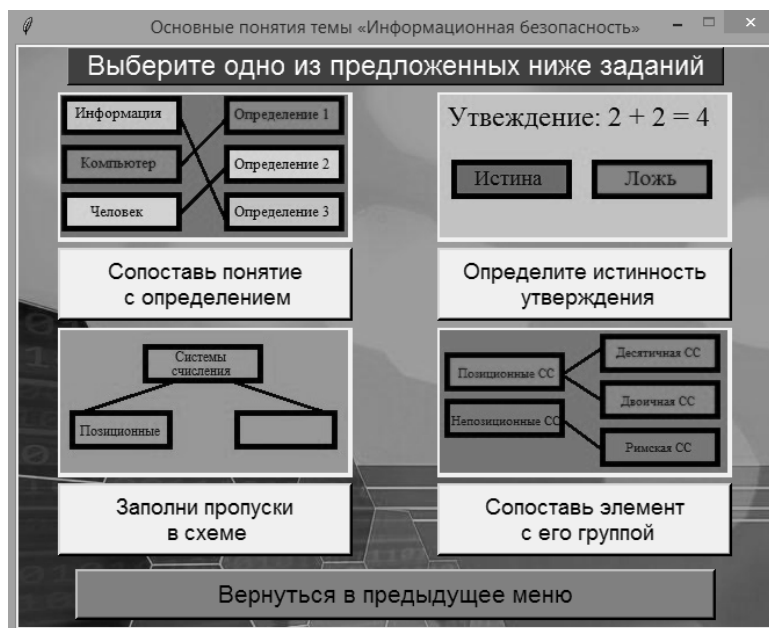 Основные понятия темы «Информационная безопасность»
Выберите одно из предложенных ниже заданий
Информация
Определение 1
Компьютер
Определение 2
Человек
Определение 3
Утвеждение: 2 + 2 = 4
Истина
Ложь
Сопоставь понятие
с определением
Определите истинность
утверждения
Системы
счисления
Позиционные
Позиционные СС
Непозиционные СС
Десятичная СС
Двоичная СС
Римская СС
Заполни пропуски
в схеме
Сопоставь элемент
с его группой
Вернуться в предыдущее меню